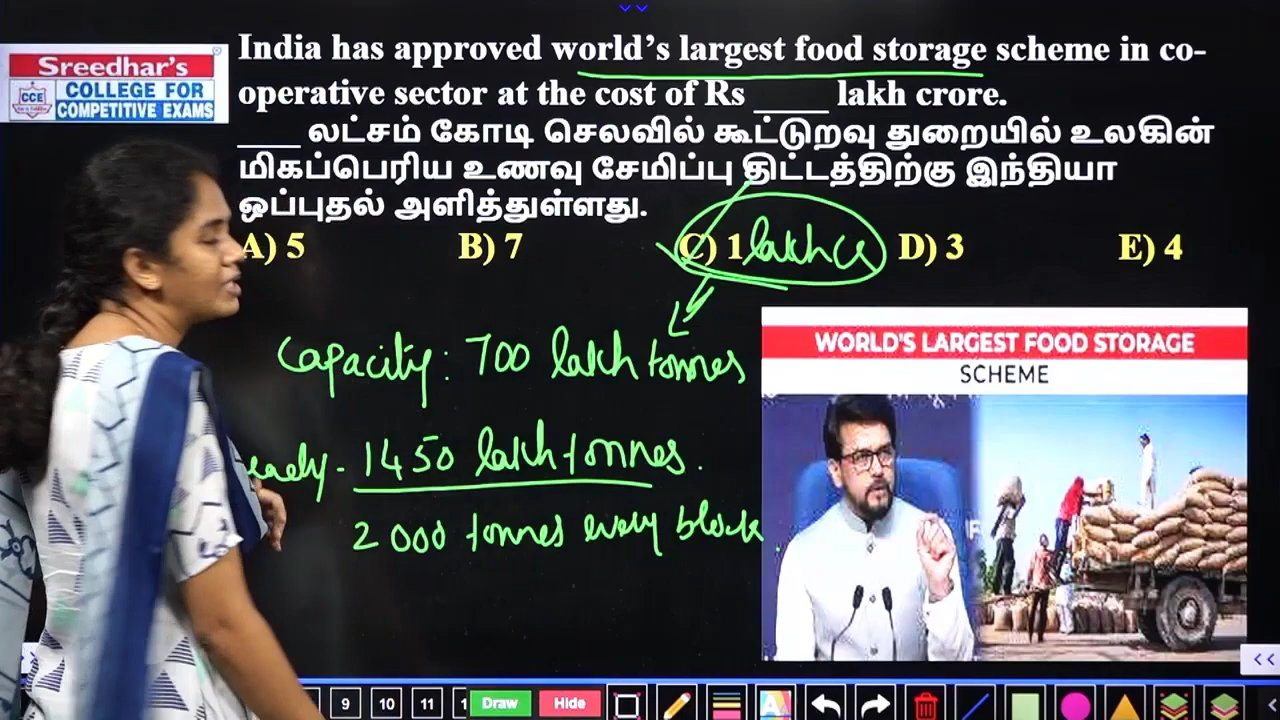 India has approved world's largest food storage scheme in co-
Sreedhar's
CCE
COLLEGE FOR
COMPETITIVE EXAMS
operative sector at the cost of Rs ____ lakh crore.
____ லட்சம் கோடி செலவில் கூட்டுறவு துறையில் உலகின்
மிகப்பெரிய உணவு சேமிப்பு திட்டத்திற்கு இந்தியா
ஒப்புதல் அளித்துள்ளது.
A) 5 B) 7 C) 1 lakh cr D) 3 E) 4
Capacity: 700 lakh tonnes
WORLD'S LARGEST FOOD STORAGE
SCHEME
- 1450 lakh tonnes.
2000 tonnes every block
9 10 11 1 Draw Hide